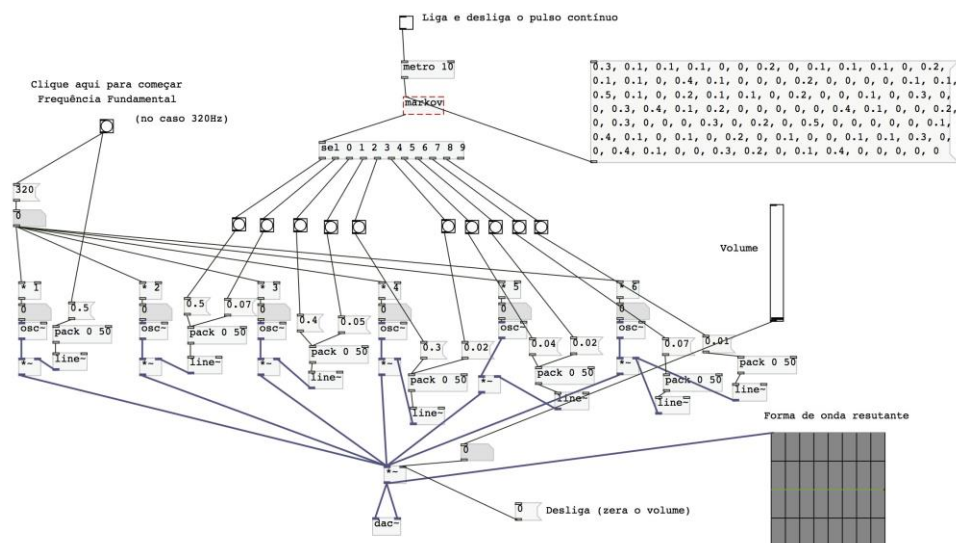 Liga e desliga o pulso contínuo
metro 10
markov
Clique aqui para começar
Frequência Fundamental
(no caso 320Hz)
0.3, 0.1, 0.1, 0.1, 0, 0, 0.2, 0, 0.1, 0.1, 0.1, 0, 0.2,
0.1, 0.1, 0, 0.4, 0.1, 0, 0, 0, 0.2, 0, 0, 0, 0, 0.1, 0.1,
0.5, 0.1, 0, 0.2, 0.1, 0.1, 0, 0.2, 0, 0, 0.1, 0, 0.3, 0,
0, 0.3, 0.4, 0.1, 0.2, 0, 0, 0, 0, 0, 0.4, 0.1, 0, 0, 0.2,
0, 0.3, 0, 0, 0, 0.3, 0, 0.2, 0, 0.5, 0, 0, 0, 0, 0, 0.1,
0.4, 0.1, 0, 0.1, 0, 0.2, 0, 0.1, 0, 0, 0.1, 0.1, 0.3, 0,
0, 0.4, 0.1, 0, 0, 0.3, 0.2, 0, 0.1, 0.4, 0, 0, 0, 0, 0
sel 0 1 2 3 4 5 6 7 8 9
320
0
Volume
* 1
* 2
* 3
* 4
* 5
* 6
0
0
0
0
0
0
0.5
0.5
0.07
0.4
0.05
0.3
0.02
0.04
0.02
0.07
0.01
osc~
osc~
osc~
osc~
osc~
osc~
pack 0 50
pack 0 50
pack 0 50
pack 0 50
pack 0 50
pack 0 50
pack 0 50
*~
*~
*~
*~
*~
*~
line~
line~
line~
line~
line~
line~
line~
Forma de onda resutante
0
*~
0
Desliga (zera o volume)
dac~